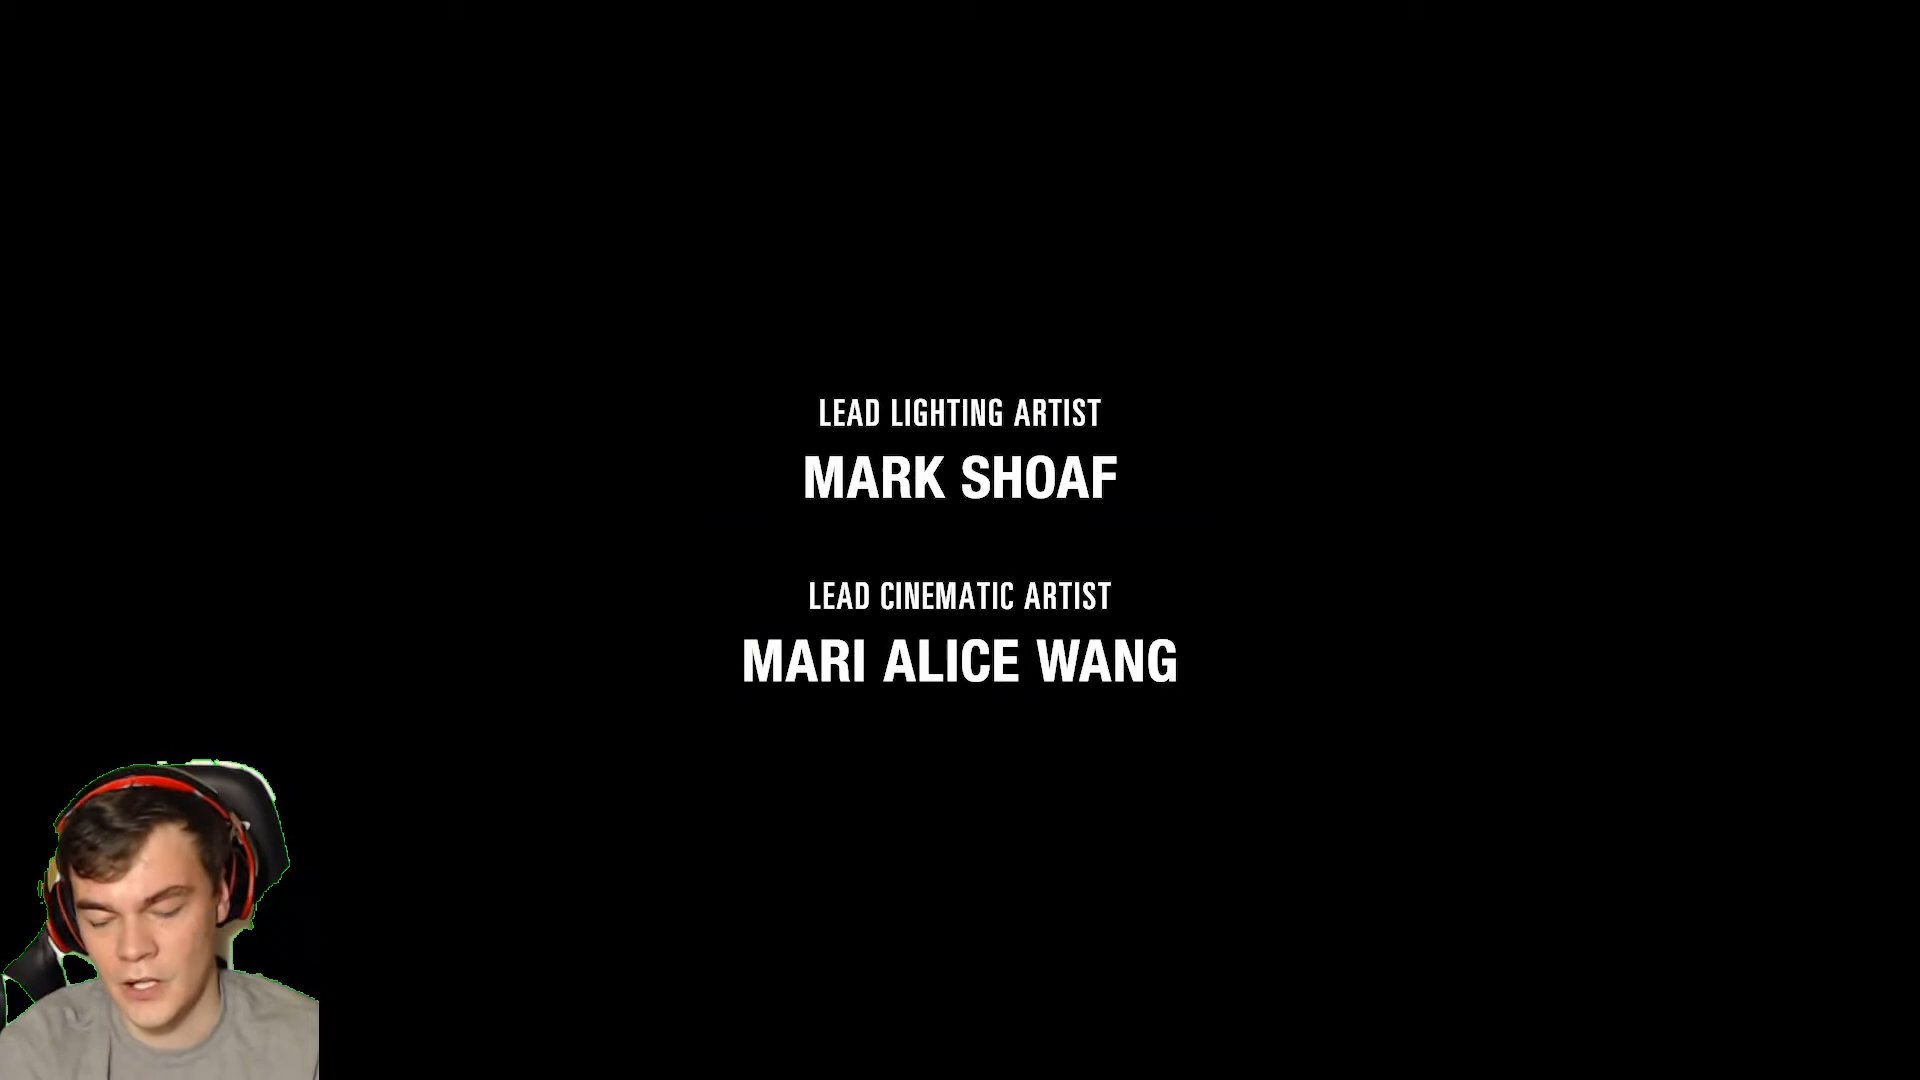 LEAD LIGHTING ARTIST
MARK SHOAF
LEAD CINEMATIC ARTIST
MARI ALICE WANG